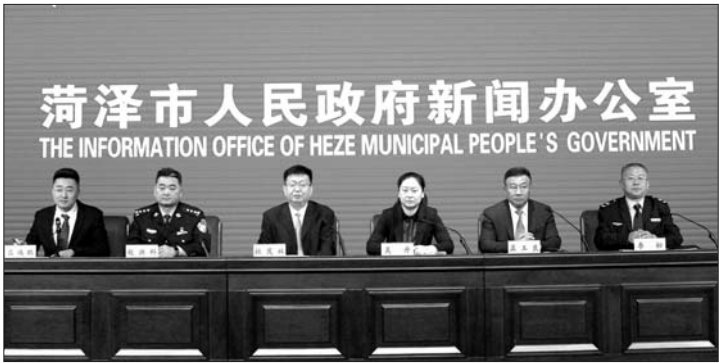 菏泽市人民政府新闻办公室
THE INFORMATION OFFICE OF HEZE MUNICIPAL PEOPLE'S GOVERNMENT